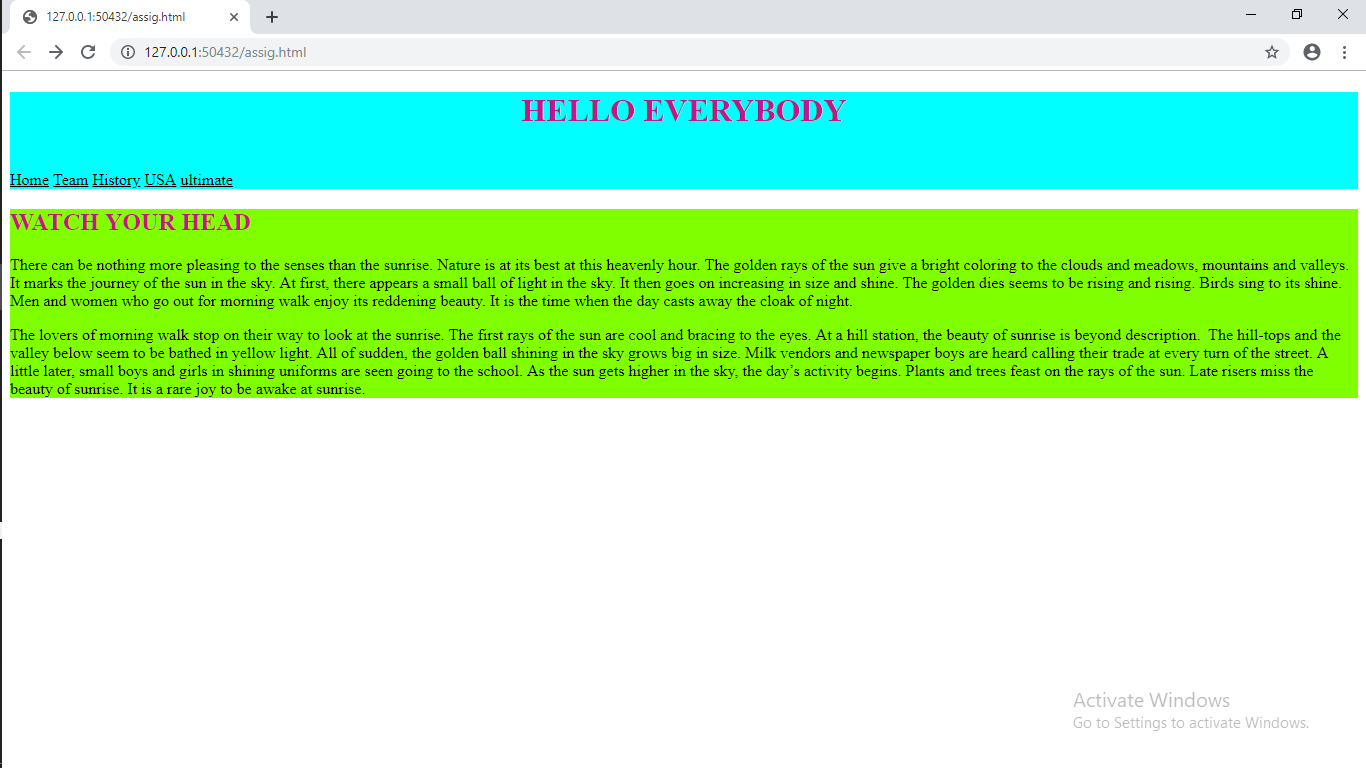 127.0.0.1:50432/assig.html
127.0.0.1:50432/assig.html
HELLO EVERYBODY
Home Team History USA ultimate
WATCH YOUR HEAD
There can be nothing more pleasing to the senses than the sunrise. Nature is at its best at this heavenly hour. The golden rays of the sun give a bright coloring to the clouds and meadows, mountains and valleys.
It marks the journey of the sun in the sky. At first, there appears a small ball of light in the sky. It then goes on increasing in size and shine. The golden dies seems to be rising and rising. Birds sing to its shine.
Men and women who go out for morning walk enjoy its reddening beauty. It is the time when the day casts away the cloak of night.
The lovers of morning walk stop on their way to look at the sunrise. The first rays of the sun are cool and bracing to the eyes. At a hill station, the beauty of sunrise is beyond description.  The hill-tops and the
valley below seem to be bathed in yellow light. All of sudden, the golden ball shining in the sky grows big in size. Milk vendors and newspaper boys are heard calling their trade at every turn of the street. A
little later, small boys and girls in shining uniforms are seen going to the school. As the sun gets higher in the sky, the day’s activity begins. Plants and trees feast on the rays of the sun. Late risers miss the
beauty of sunrise. It is a rare joy to be awake at sunrise.
Activate Windows
Go to Settings to activate Windows.